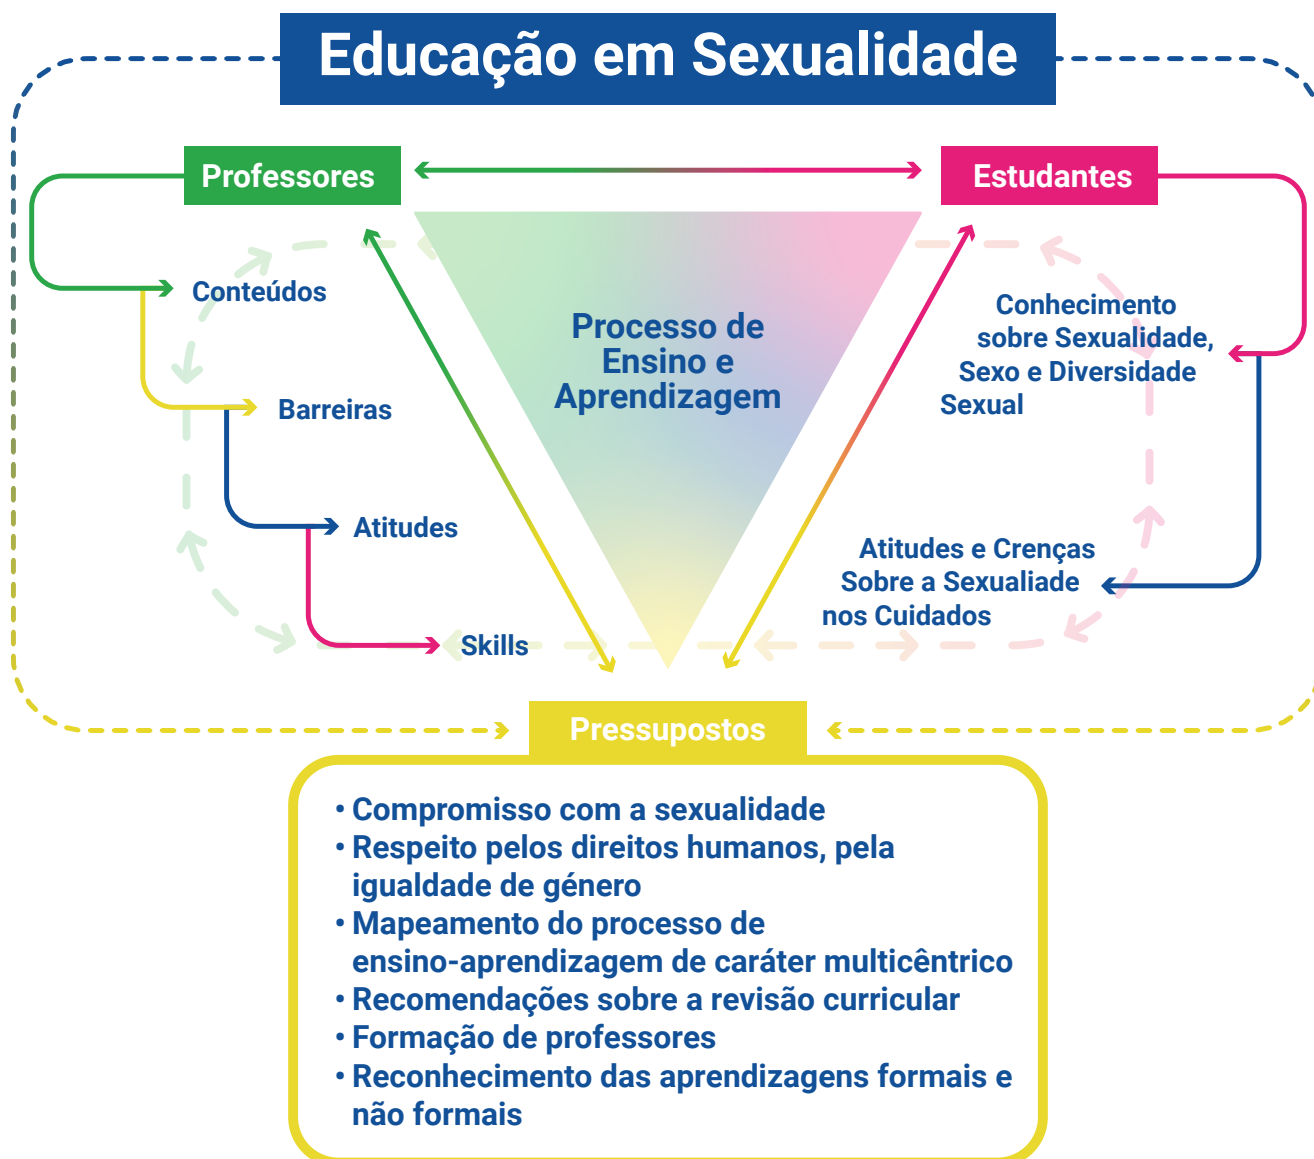 Educação em Sexualidade
Professores
Estudantes
Conteúdos
Barreiras
Atitudes
Skills
Processo de
Ensino e
Aprendizagem
Conhecimento
sobre Sexualidade,
Sexo e Diversidade
Sexual
Atitudes e Crenças
Sobre a Sexualiade
nos Cuidados
Pressupostos
• Compromisso com a sexualidade
• Respeito pelos direitos humanos, pela
igualdade de género
• Mapeamento do processo de
ensino-aprendizagem de caráter multicêntrico
• Recomendações sobre a revisão curricular
• Formação de professores
• Reconhecimento das aprendizagens formais e
não formais